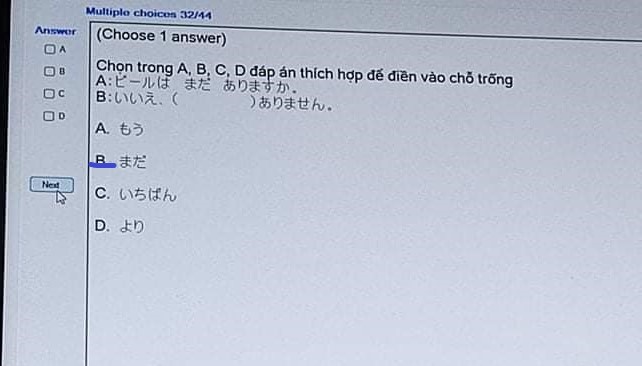 Multiple choices 32/44
Answer
A
B
C
D
Next
(Choose 1 answer)
Chọn trong A, B, C, D đáp án thích hợp để điền vào chỗ trống
A:ビールは まだ ありますか。
B:いいえ、( )ありません。
A. もう
B まだ
C. いちばん
D. より